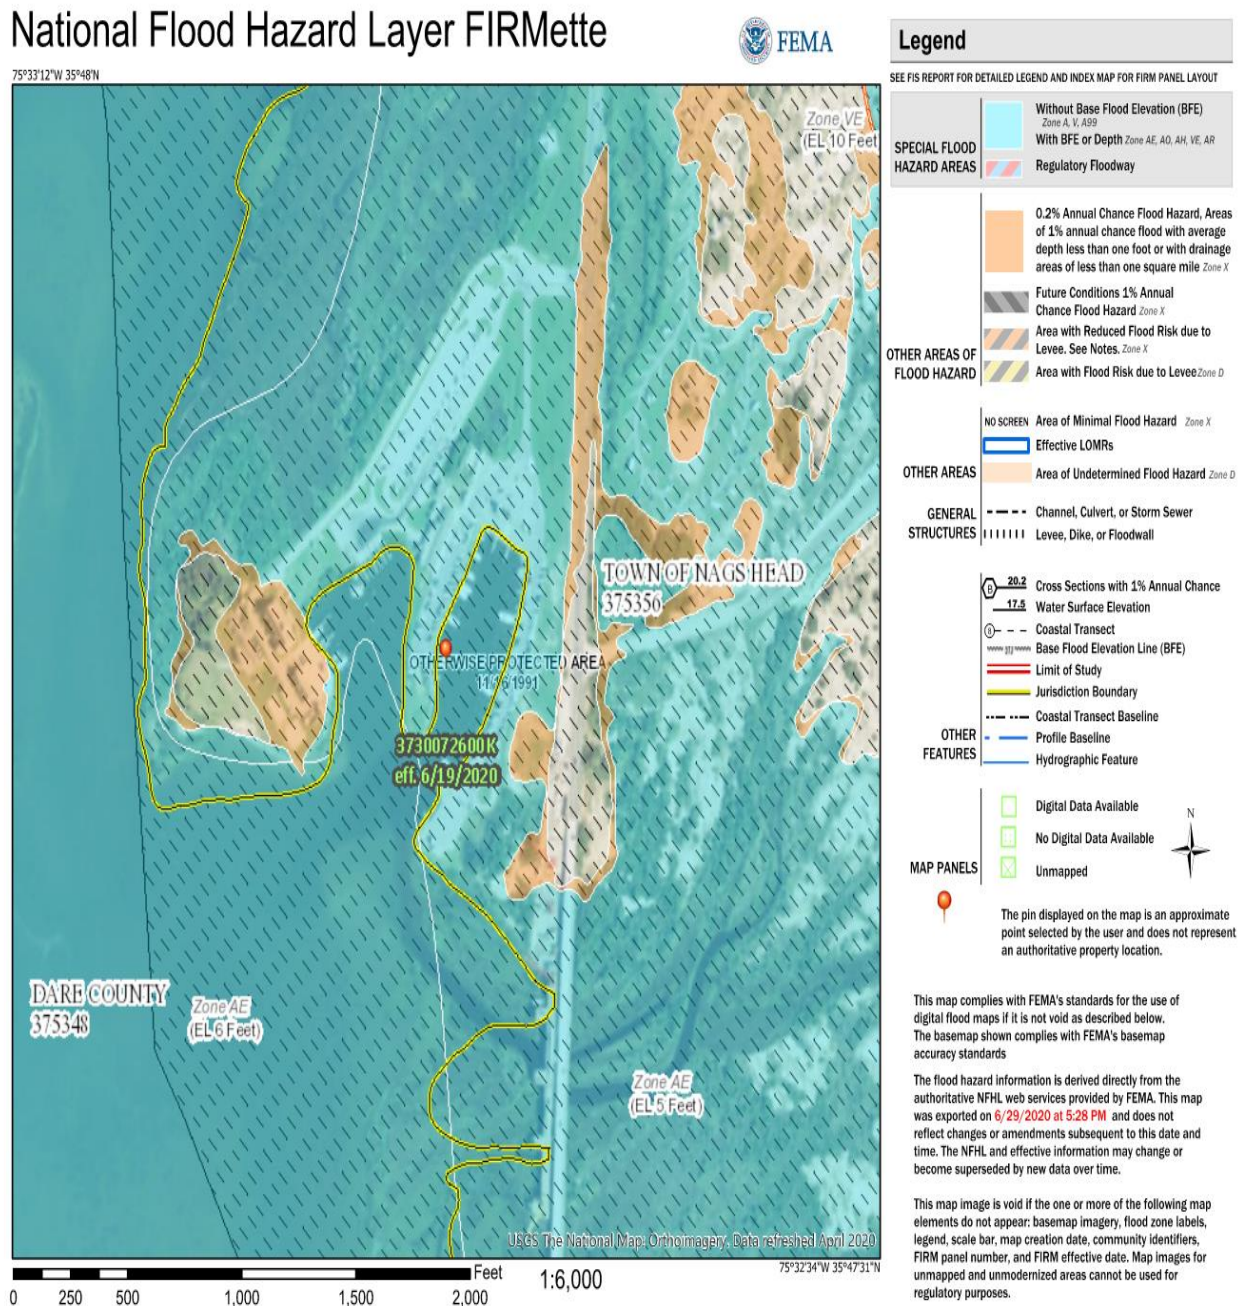 National Flood Hazard Layer FIRMette
FEMA
75°33'12"W 35°48'N
Zone VE
(EL 10 Feet
TOWN OF NAGS HEAD
375356
OTHERWISE PROTECTED AREA
11/16/1991
3730072600K
eff. 6/19/2020
DARE COUNTY
375348
Zone AE
(EL 6 Feet)
Zone AE
(EL 5 Feet)
USGS The National Map: Orthoimagery. Data refreshed April 2020
75°32'34"W 35°47'31"N
Feet
1:6,000
0 250 500 1,000 1,500 2,000
Legend
SEE FIS REPORT FOR DETAILED LEGEND AND INDEX MAP FOR FIRM PANEL LAYOUT
SPECIAL FLOOD
HAZARD AREAS
Without Base Flood Elevation (BFE)
Zone A, V, A99
With BFE or Depth Zone AE, AO, AH, VE, AR
Regulatory Floodway
OTHER AREAS OF
FLOOD HAZARD
0.2% Annual Chance Flood Hazard, Areas
of 1% annual chance flood with average
depth less than one foot or with drainage
areas of less than one square mile Zone X
Future Conditions 1% Annual
Chance Flood Hazard Zone X
Area with Reduced Flood Risk due to
Levee. See Notes. Zone X
Area with Flood Risk due to Levee Zone D
OTHER AREAS
NO SCREEN Area of Minimal Flood Hazard Zone X
Effective LOMRs
Area of Undetermined Flood Hazard Zone D
GENERAL
STRUCTURES
Channel, Culvert, or Storm Sewer
Levee, Dike, or Floodwall
OTHER
FEATURES
B 20.2 Cross Sections with 1% Annual Chance
17.5 Water Surface Elevation
8 Coastal Transect
513 Base Flood Elevation Line (BFE)
Limit of Study
Jurisdiction Boundary
Coastal Transect Baseline
Profile Baseline
Hydrographic Feature
MAP PANELS
Digital Data Available
No Digital Data Available
Unmapped
N
The pin displayed on the map is an approximate
point selected by the user and does not represent
an authoritative property location.
This map complies with FEMA's standards for the use of
digital flood maps if it is not void as described below.
The basemap shown complies with FEMA's basemap
accuracy standards
The flood hazard information is derived directly from the
authoritative NFHL web services provided by FEMA. This map
was exported on 6/29/2020 at 5:28 PM and does not
reflect changes or amendments subsequent to this date and
time. The NFHL and effective information may change or
become superseded by new data over time.
This map image is void if the one or more of the following map
elements do not appear: basemap imagery, flood zone labels,
legend, scale bar, map creation date, community identifiers,
FIRM panel number, and FIRM effective date. Map images for
unmapped and unmodernized areas cannot be used for
regulatory purposes.